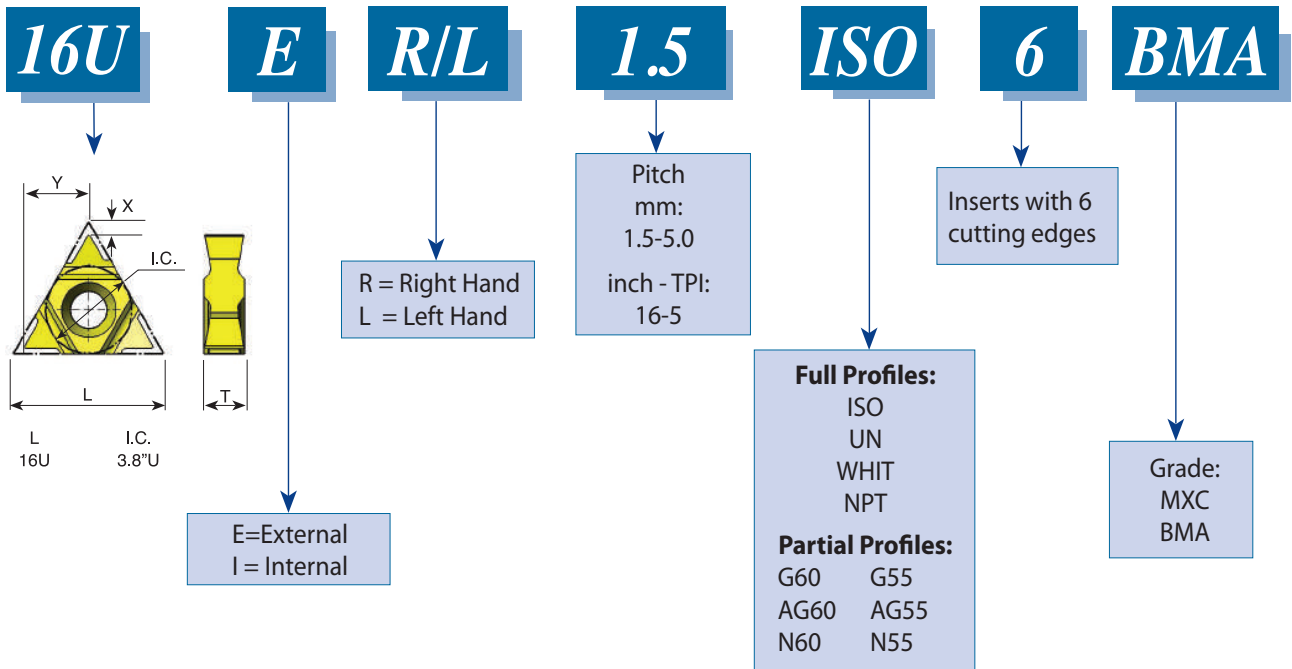 16U E R/L 1.5 ISO 6 BMA
Y
X
I.C.
L
T
L I.C.
16U 3.8”U
E=External
I = Internal
R = Right Hand
L = Left Hand
Pitch
mm:
1.5-5.0
inch - TPI:
16-5
Full Profiles:
ISO
UN
WHIT
NPT
Partial Profiles:
G60 G55
AG60 AG55
N60 N55
Inserts with 6
cutting edges
Grade:
MXC
BMA